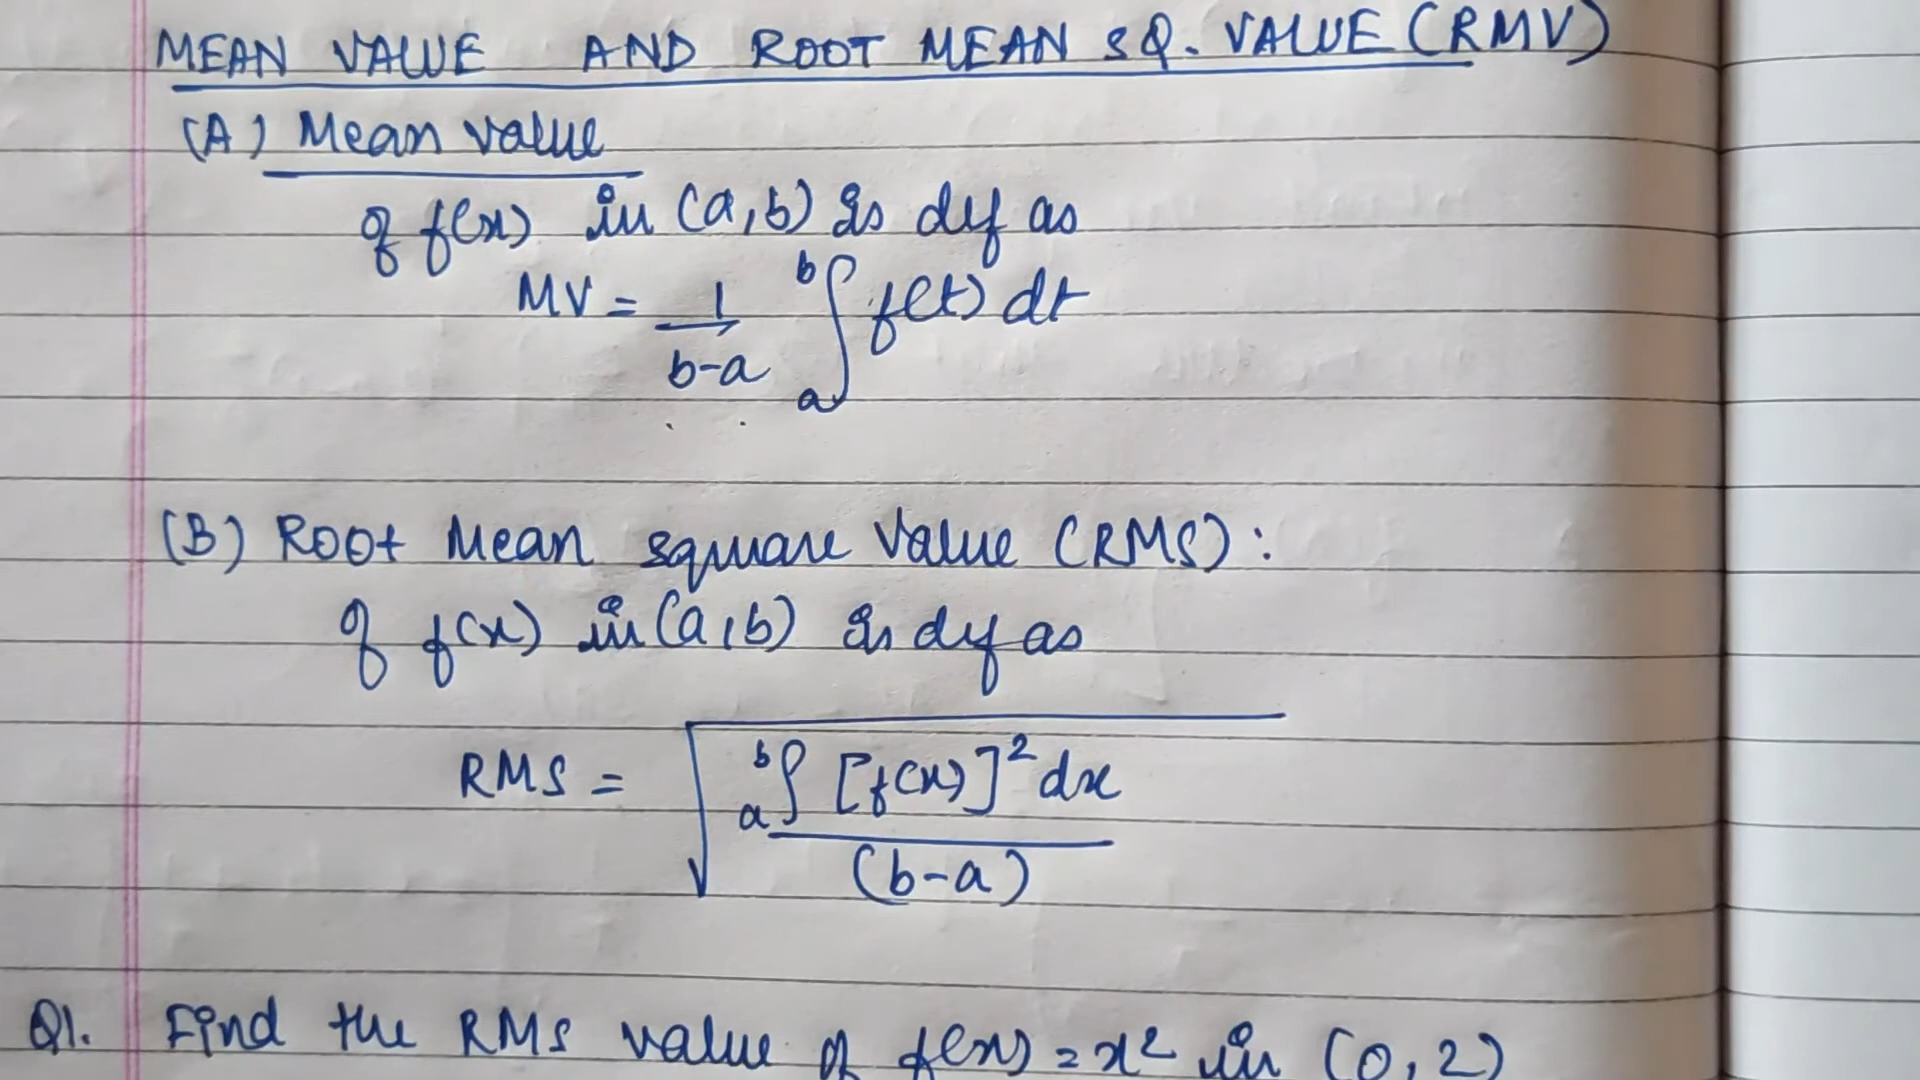 MEAN VALUE AND ROOT MEAN SQ. VALUE (RMV)
(A) Mean value
of f(x) in (a,b) is def as
MV = 1/b-a a∫b f(t) dt
(B) Root Mean square Value (RMS):
of f(x) in (a,b) is def as
RMS = √ a∫b [f(x)]² dx / (b-a)
Q1. Find the RMS value of f(x) = x² in (0,2)